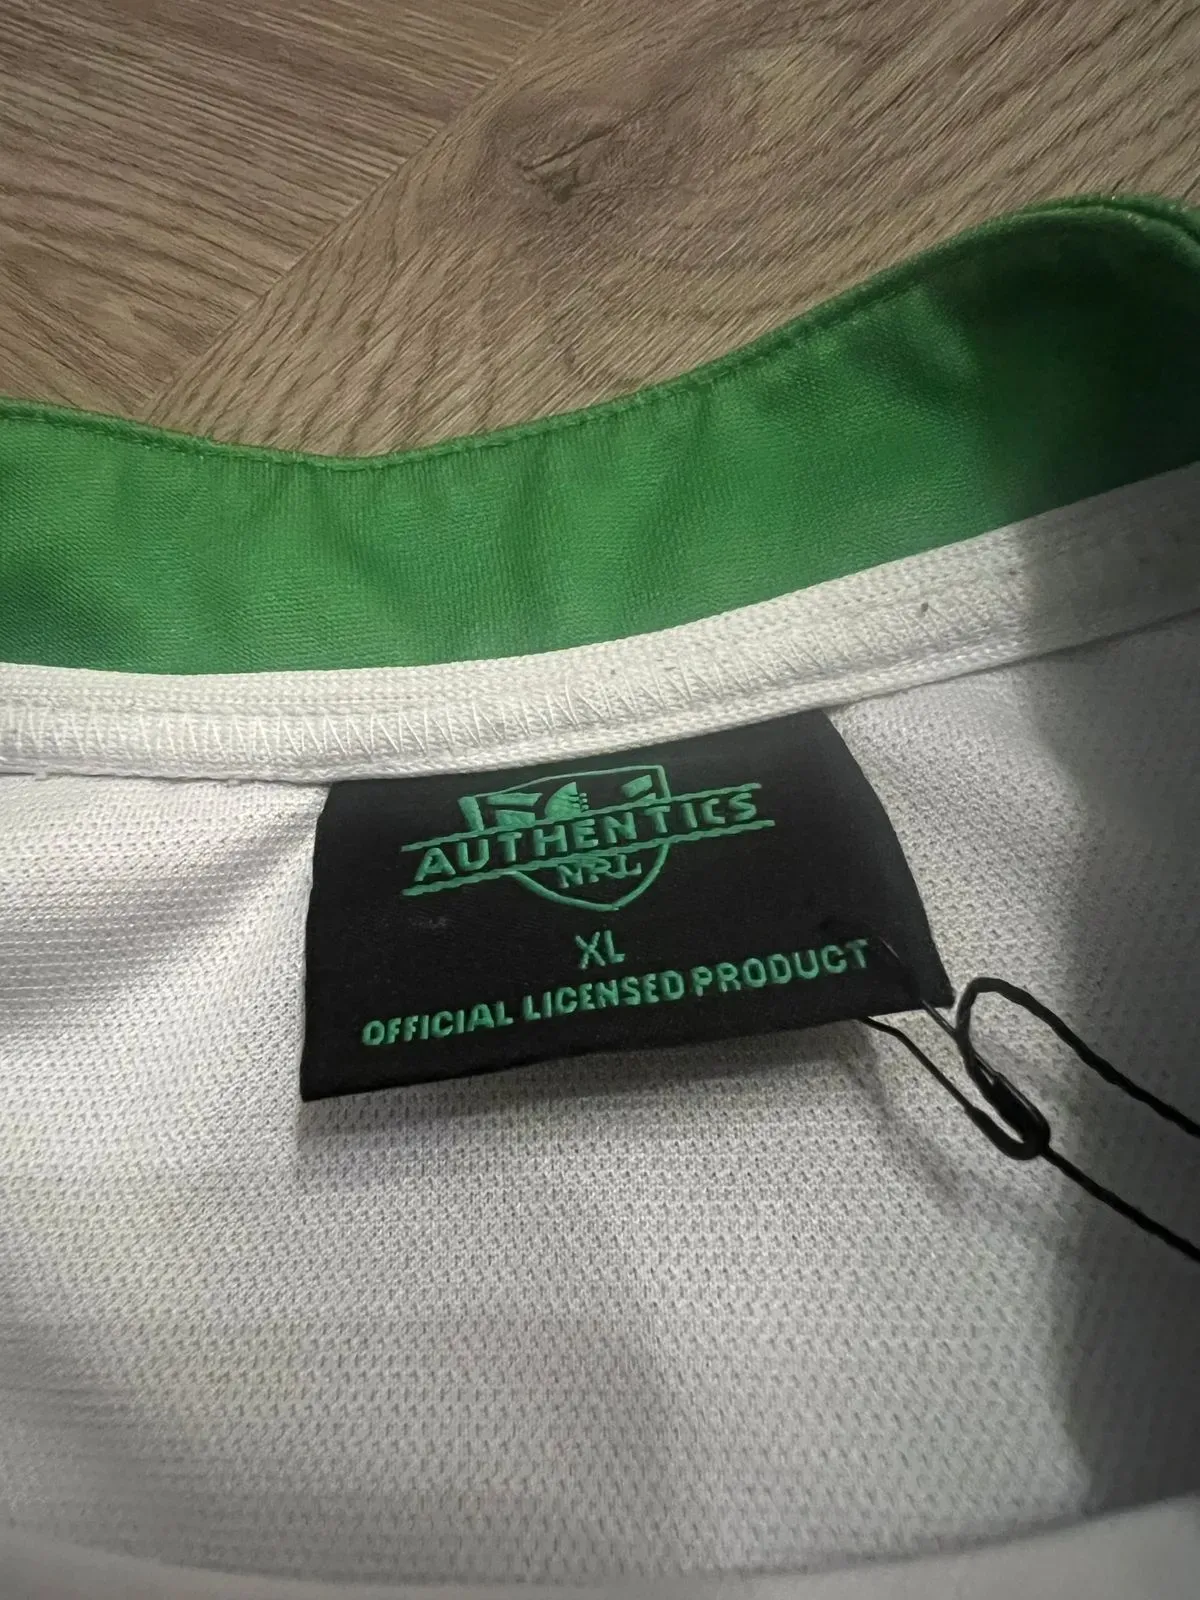 AUTHENTICS
NRL
XL
OFFICIAL LICENSED PRODUCT